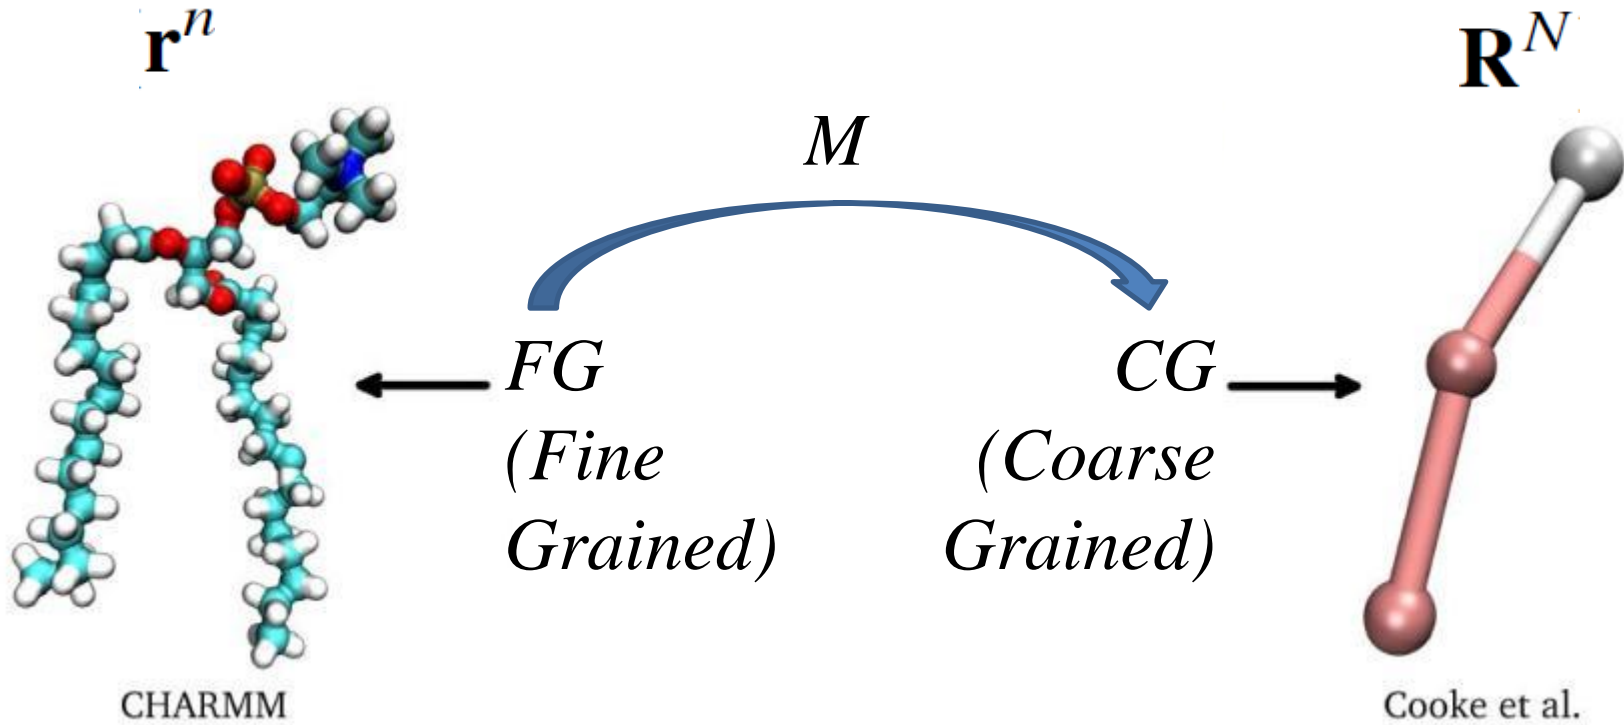 rⁿ
Rᴺ
M
FG
(Fine
Grained)
CG
(Coarse
Grained)
CHARMM
Cooke et al.